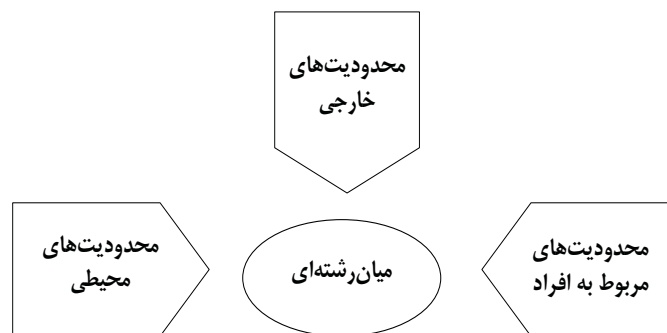 محدودیت‌های
خارجی
محدودیت‌های
مربوط به افراد
میان‌رشته‌ای
محدودیت‌های
محیطی